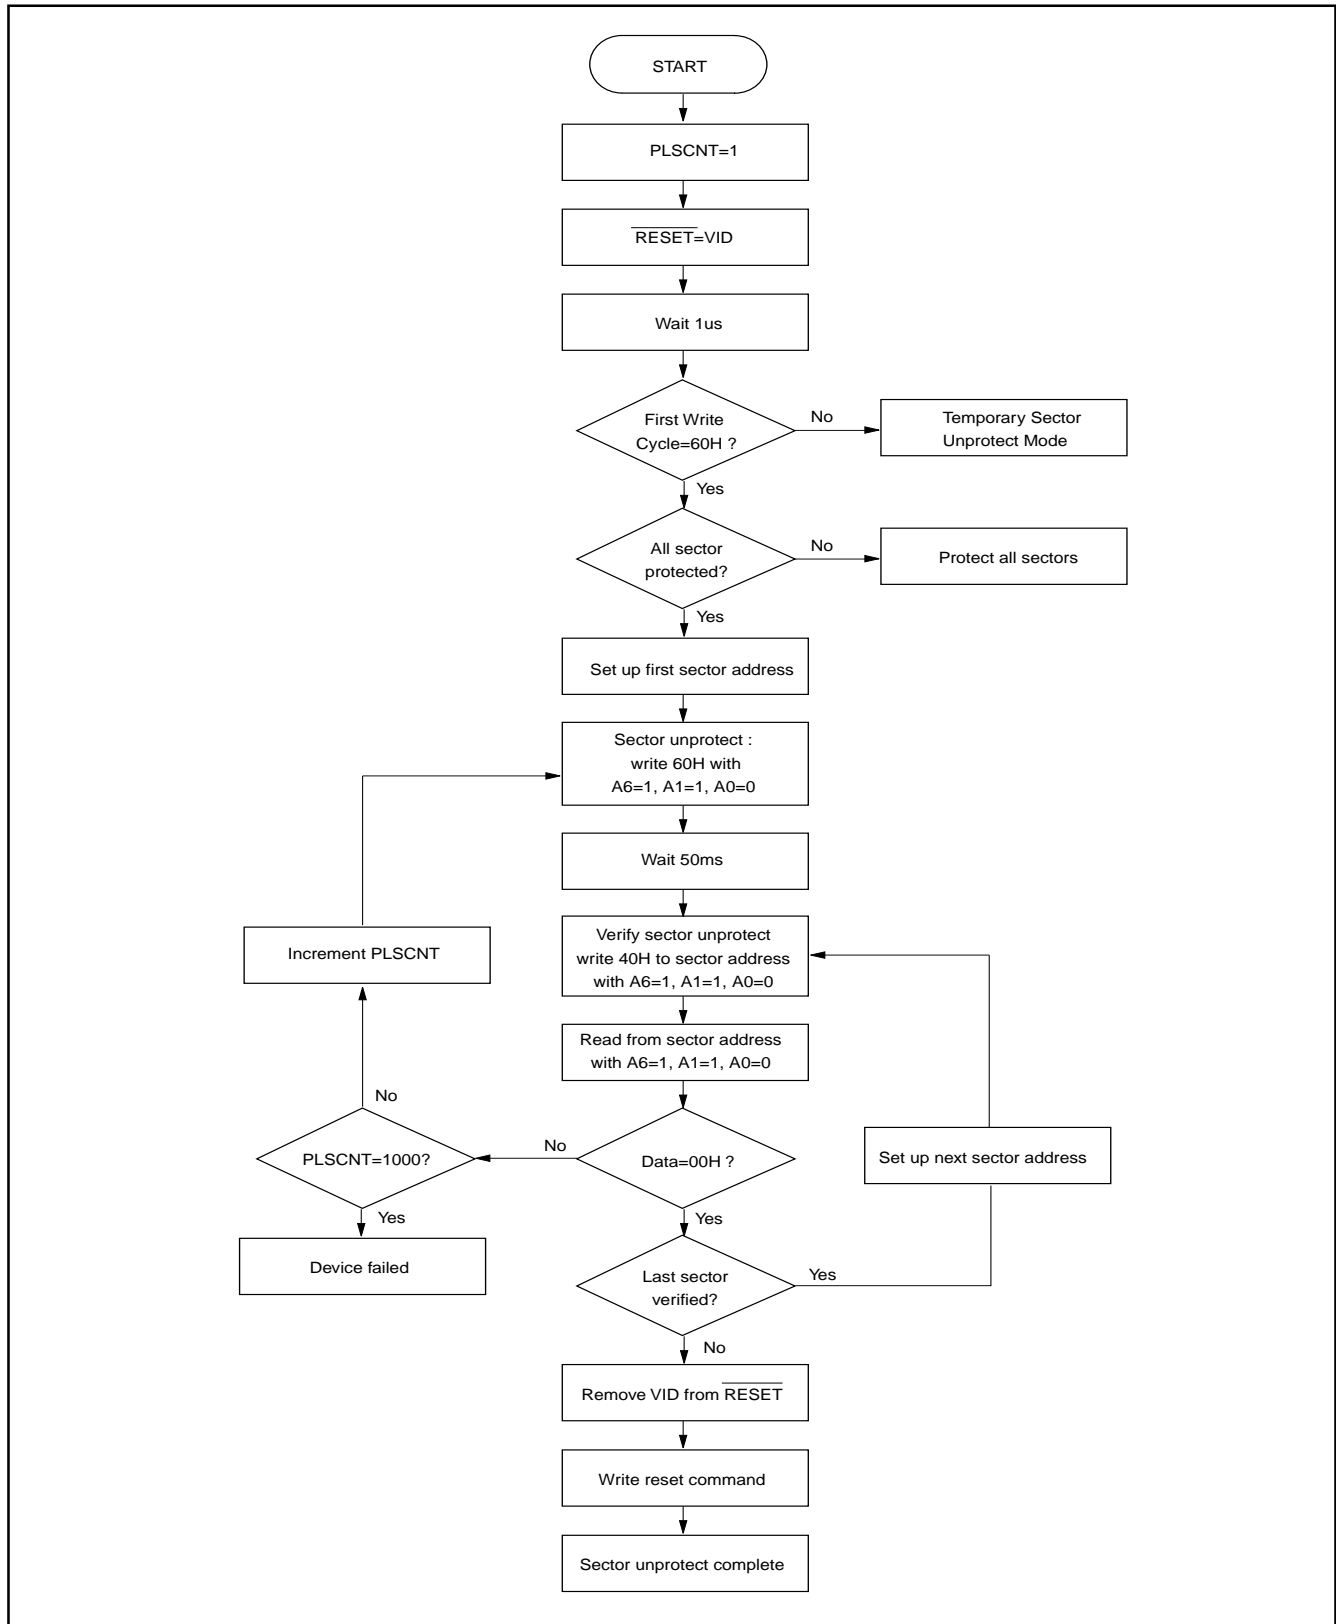 START
PLSCNT=1
RESET=VID
Wait 1us
First Write
Cycle=60H ?
No
Temporary Sector
Unprotect Mode
Yes
All sector
protected?
No
Protect all sectors
Yes
Set up first sector address
Sector unprotect :
write 60H with
A6=1, A1=1, A0=0
Wait 50ms
Increment PLSCNT
Verify sector unprotect
write 40H to sector address
with A6=1, A1=1, A0=0
Read from sector address
with A6=1, A1=1, A0=0
No
PLSCNT=1000?
No
Data=00H ?
Set up next sector address
Yes
Yes
Device failed
Last sector
verified?
Yes
No
Remove VID from RESET
Write reset command
Sector unprotect complete